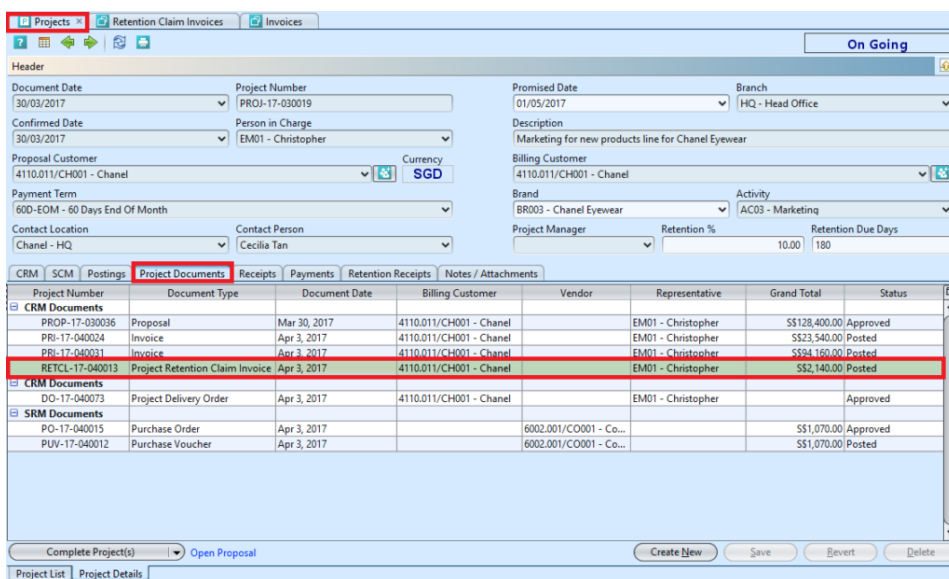 Projects × Retention Claim Invoices Invoices
On Going
Header
Document Date Project Number Promised Date Branch
30/03/2017 PROJ-17-030019 01/05/2017 HQ - Head Office
Confirmed Date Person in Charge Description
30/03/2017 EM01 - Christopher Marketing for new products line for Chanel Eyewear
Proposal Customer Currency Billing Customer
4110.011/CH001 - Chanel SGD 4110.011/CH001 - Chanel
Payment Term Brand Activity
60D-EOM - 60 Days End Of Month BR003 - Chanel Eyewear AC03 - Marketing
Contact Location Contact Person Project Manager Retention % Retention Due Days
Chanel - HQ Cecilia Tan 10.00 180
CRM SCM Postings Project Documents Receipts Payments Retention Receipts Notes / Attachments
Project Number Document Type Document Date Billing Customer Vendor Representative Grand Total Status
CRM Documents
PROP-17-030036 Proposal Mar 30, 2017 4110.011/CH001 - Chanel EM01 - Christopher S$128,400.00 Approved
PRI-17-040024 Invoice Apr 3, 2017 4110.011/CH001 - Chanel EM01 - Christopher S$23,540.00 Posted
PRI-17-040031 Invoice Apr 3, 2017 4110.011/CH001 - Chanel EM01 - Christopher S$94,160.00 Posted
RETCL-17-040013 Project Retention Claim Invoice Apr 3, 2017 4110.011/CH001 - Chanel EM01 - Christopher S$2,140.00 Posted
CRM Documents
DO-17-040073 Project Delivery Order Apr 3, 2017 4110.011/CH001 - Chanel EM01 - Christopher Approved
SRM Documents
PO-17-040015 Purchase Order Apr 3, 2017 6002.001/CO001 - Co... S$1,070.00 Approved
PUV-17-040012 Purchase Voucher Apr 3, 2017 6002.001/CO001 - Co... S$1,070.00 Posted
Complete Project(s) Open Proposal Create New Save Revert Delete
Project List Project Details